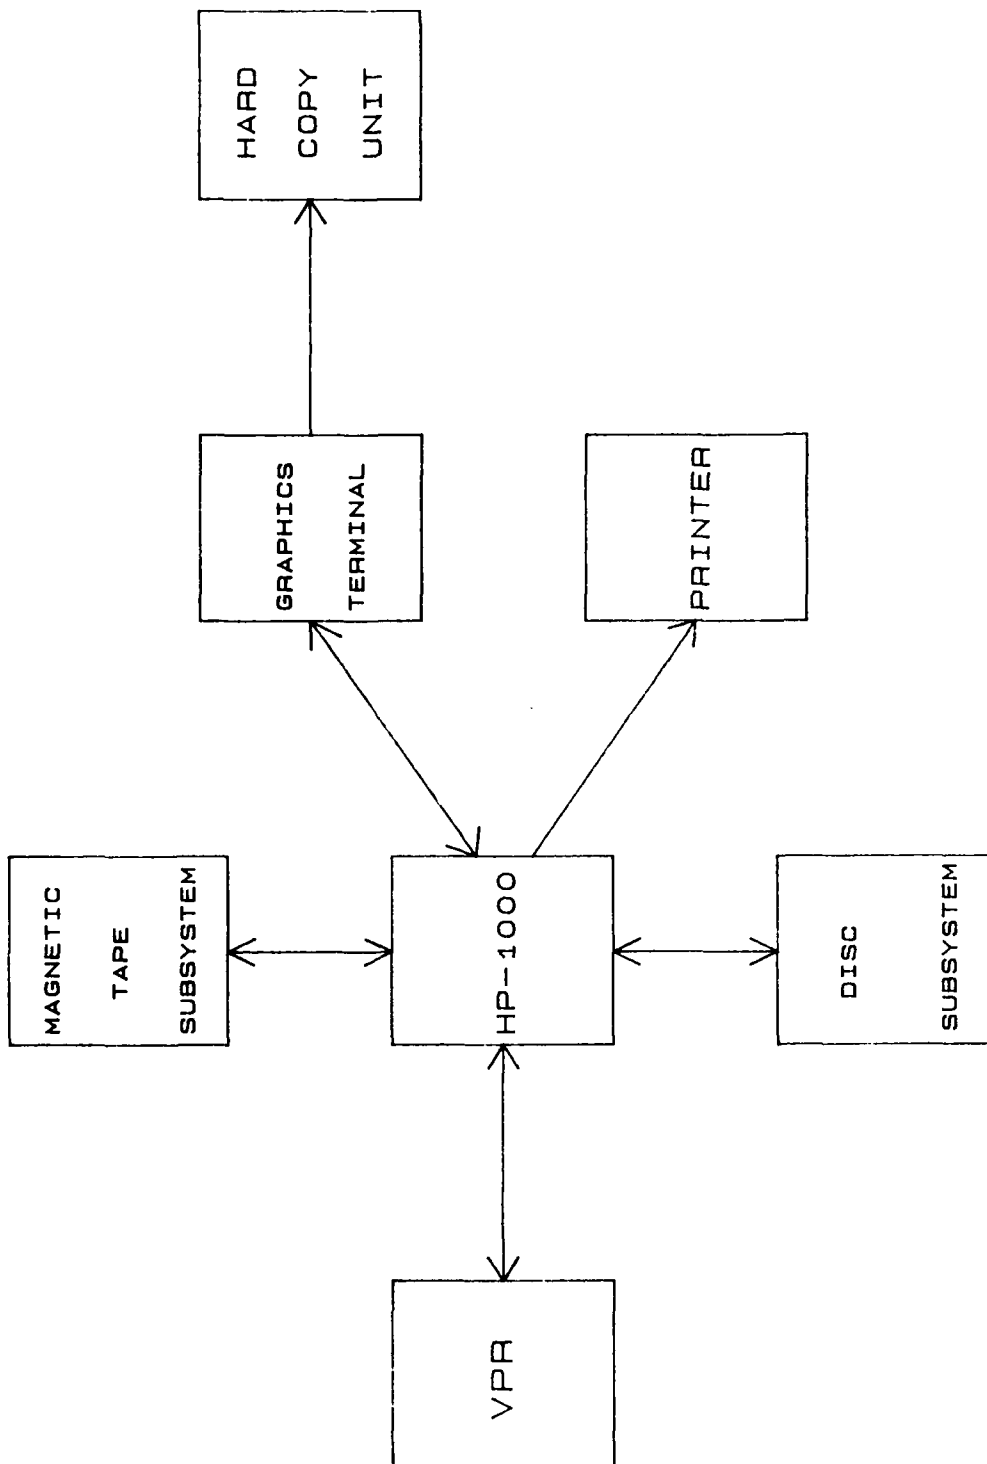 HARD
COPY
UNIT
GRAPHICS
TERMINAL
PRINTER
MAGNETIC
TAPE
SUBSYSTEM
HP-1000
DISC
SUBSYSTEM
VPR